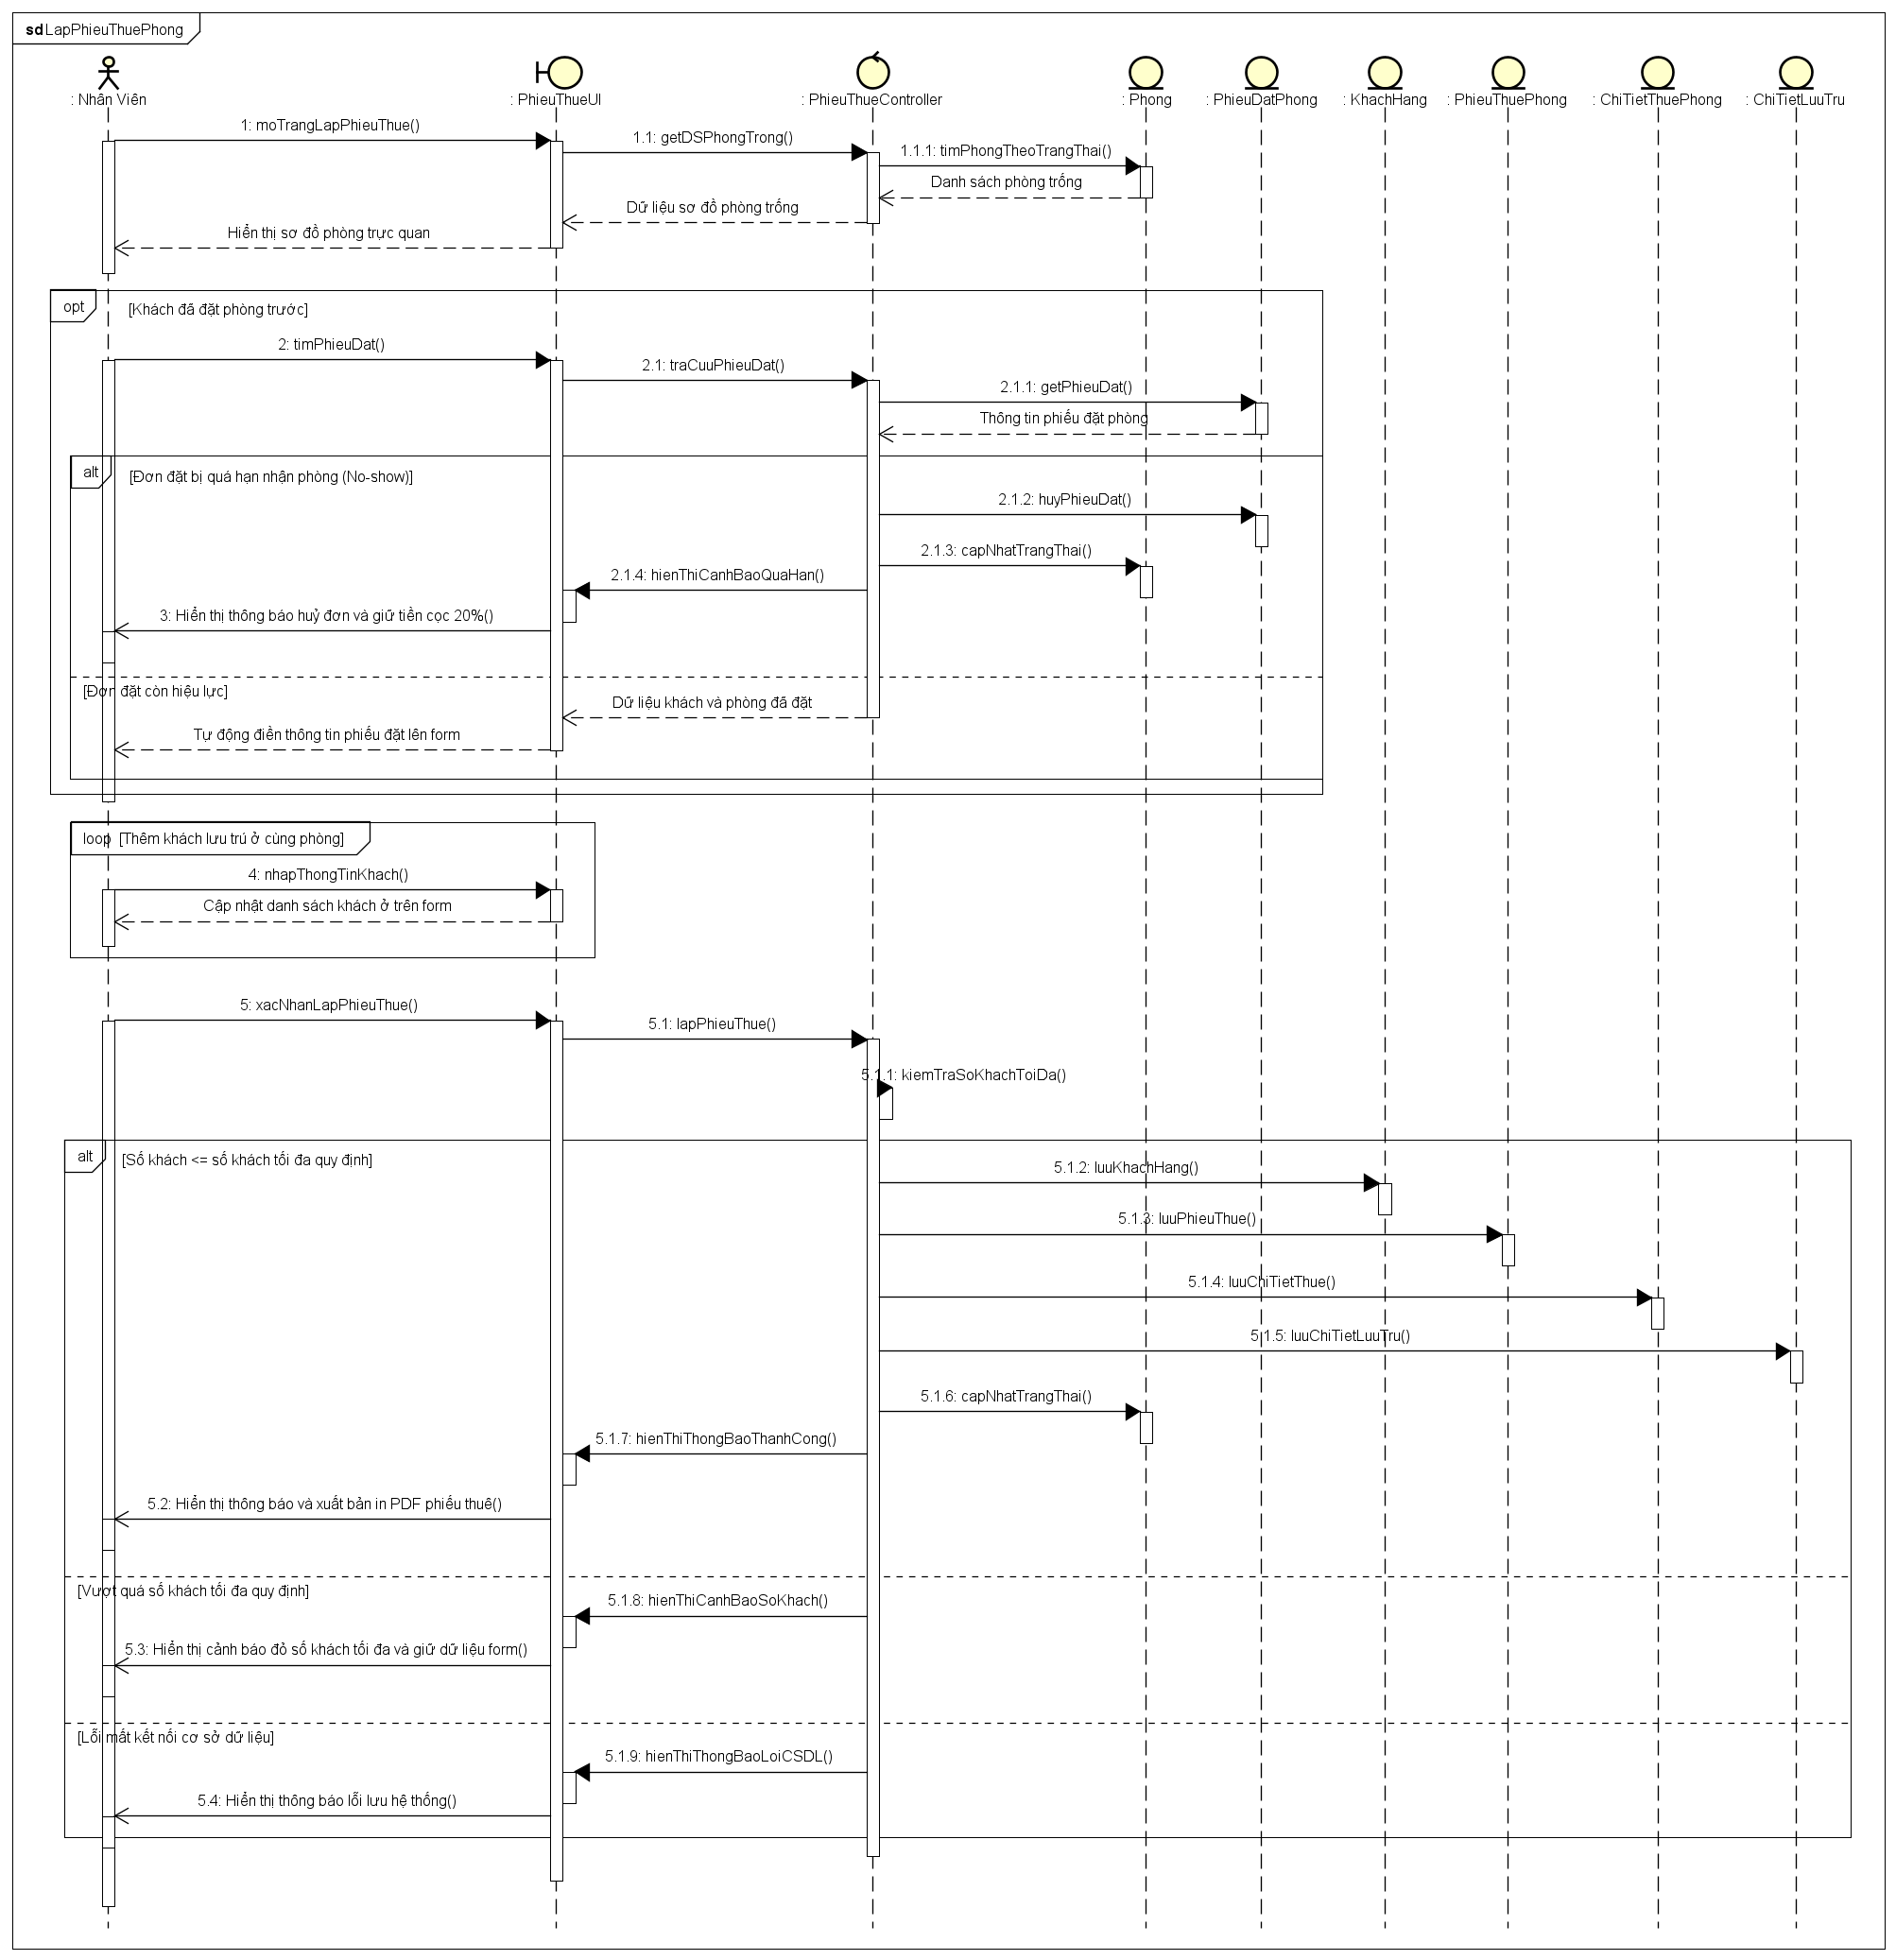 sd LapPhieuThuePhong
: Nhân Viên
: PhieuThueUI
: PhieuThueController
: Phong
: PhieuDatPhong
: KhachHang
: PhieuThuePhong
: ChiTietThuePhong
: ChiTietLuuTru
1: moTrangLapPhieuThue()
1.1: getDSPhongTrong()
1.1.1: timPhongTheoTrangThai()
Danh sách phòng trống
Dữ liệu sơ đồ phòng trống
Hiển thị sơ đồ phòng trực quan
opt
[Khách đã đặt phòng trước]
2: timPhieuDat()
2.1: traCuuPhieuDat()
2.1.1: getPhieuDat()
Thông tin phiếu đặt phòng
alt
[Đơn đặt bị quá hạn nhận phòng (No-show)]
2.1.2: huyPhieuDat()
2.1.3: capNhatTrangThai()
2.1.4: hienThiCanhBaoQuaHan()
3: Hiển thị thông báo huỷ đơn và giữ tiền cọc 20%()
[Đơn đặt còn hiệu lực]
Dữ liệu khách và phòng đã đặt
Tự động điền thông tin phiếu đặt lên form
loop [Thêm khách lưu trú ở cùng phòng]
4: nhapThongTinKhach()
Cập nhật danh sách khách ở trên form
5: xacNhanLapPhieuThue()
5.1: lapPhieuThue()
5.1.1: kiemTraSoKhachToiDa()
alt
[Số khách <= số khách tối đa quy định]
5.1.2: luuKhachHang()
5.1.3: luuPhieuThue()
5.1.4: luuChiTietThue()
5.1.5: luuChiTietLuuTru()
5.1.6: capNhatTrangThai()
5.1.7: hienThiThongBaoThanhCong()
5.2: Hiển thị thông báo và xuất bản in PDF phiếu thuê()
[Vượt quá số khách tối đa quy định]
5.1.8: hienThiCanhBaoSoKhach()
5.3: Hiển thị cảnh báo đỏ số khách tối đa và giữ dữ liệu form()
[Lỗi mất kết nối cơ sở dữ liệu]
5.1.9: hienThiThongBaoLoiCSDL()
5.4: Hiển thị thông báo lỗi lưu hệ thống()